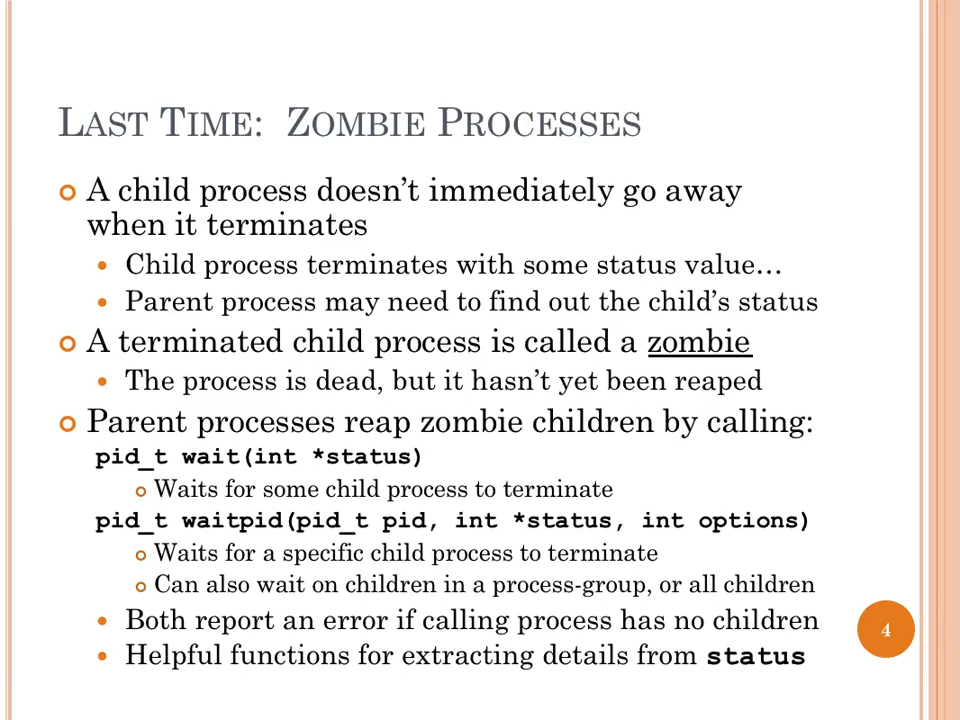 LAST TIME: ZOMBIE PROCESSES
A child process doesn't immediately go away
when it terminates
Child process terminates with some status value…
Parent process may need to find out the child's status
A terminated child process is called a zombie
The process is dead, but it hasn't yet been reaped
Parent processes reap zombie children by calling:
pid_t wait(int *status)
Waits for some child process to terminate
pid_t waitpid(pid_t pid, int *status, int options)
Waits for a specific child process to terminate
Can also wait on children in a process-group, or all children
Both report an error if calling process has no children
Helpful functions for extracting details from status
4